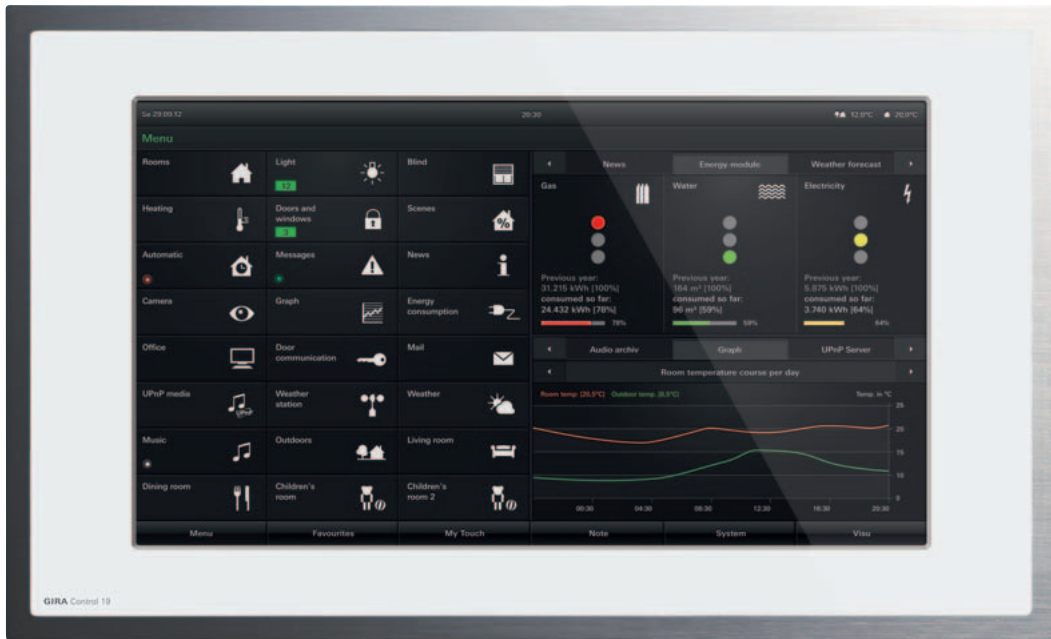 Sa 29.09.12
20:30
12,0°C
20,0°C
Menu
Rooms
Light
12
Blind
Heating
Doors and
windows
3
Scenes
%
Automatic
Messages
News
Camera
Graph
Energy
consumption
Office
Door
communication
Mail
UPnP media
UPnP
Weather
station
Weather
Music
Outdoors
Living room
Dining room
Children's
room
Children's
room 2
News
Energy module
Weather forecast
Gas
Water
Electricity
Previous year:
31.215 kWh [100%]
consumed so far:
24.432 kWh [78%]
78%
Previous year:
164 m³ [100%]
consumed so far:
96 m³ [59%]
59%
Previous year:
5.875 kWh [100%]
consumed so far:
3.740 kWh [64%]
64%
Audio archiv
Graph
UPnP Server
Room temperature course per day
Room temp: [20,5°C]
Outdoor temp.
Temp. in °C
25
20
15
10
00:30
04:30
08:30
12:30
16:30
20:30
Menu
Favourites
My Touch
Note
System
Visu
GIRA Control 19